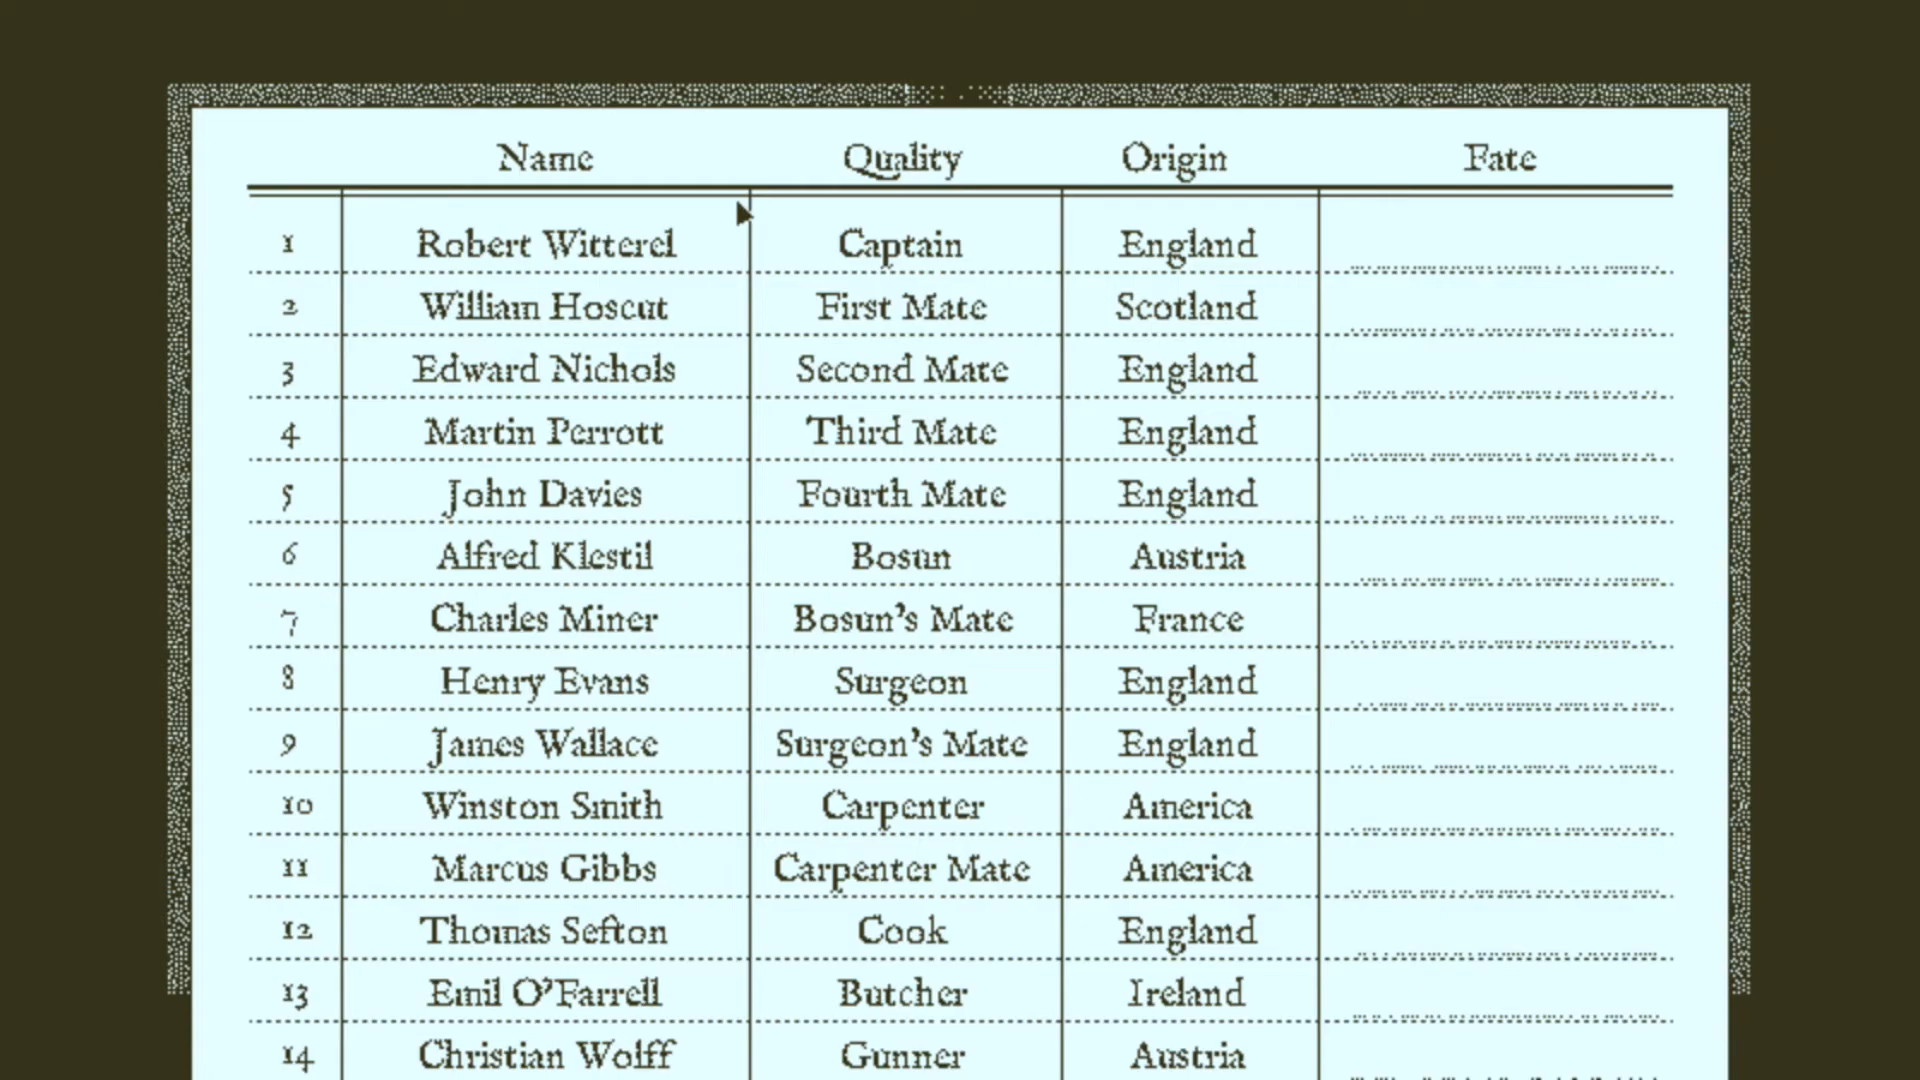 Name Quality Origin Fate
1 Robert Witterel Captain England
2 William Hoscut First Mate Scotland
3 Edward Nichols Second Mate England
4 Martin Perrott Third Mate England
5 John Davies Fourth Mate England
6 Alfred Klestil Bosun Austria
7 Charles Miner Bosun's Mate France
8 Henry Evans Surgeon England
9 James Wallace Surgeon's Mate England
10 Winston Smith Carpenter America
11 Marcus Gibbs Carpenter Mate America
12 Thomas Sefton Cook England
13 Emil O'Farrell Butcher Ireland
14 Christian Wolff Gunner Austria